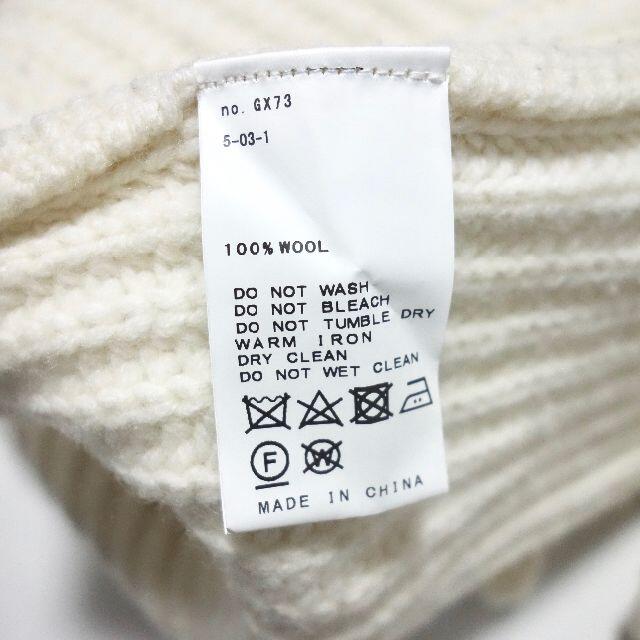 no. GX73
5-03-1
100% WOOL
DO NOT WASH
DO NOT BLEACH
DO NOT TUMBLE DRY
WARM IRON
DRY CLEAN
DO NOT WET CLEAN
F W
MADE IN CHINA